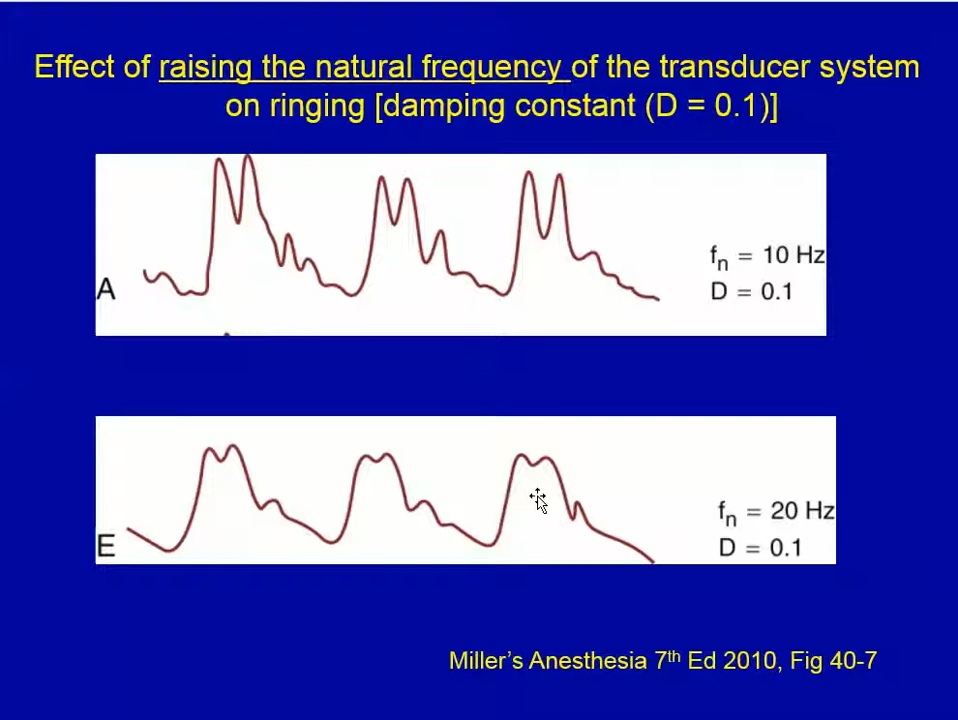 Effect of raising the natural frequency of the transducer system
on ringing [damping constant (D = 0.1)]
A
fn = 10 Hz
D = 0.1
E
fn = 20 Hz
D = 0.1
Miller's Anesthesia 7th Ed 2010, Fig 40-7